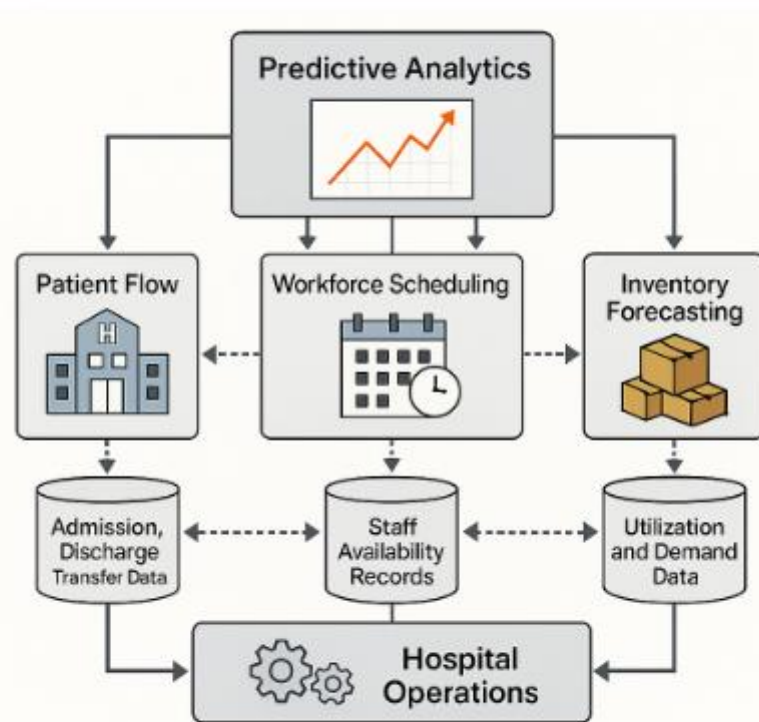 Predictive Analytics
Patient Flow
H
Workforce Scheduling
Inventory
Forecasting
Admission,
Discharge
Transfer Data
Staff
Availability
Records
Utilization
and Demand
Data
Hospital
Operations